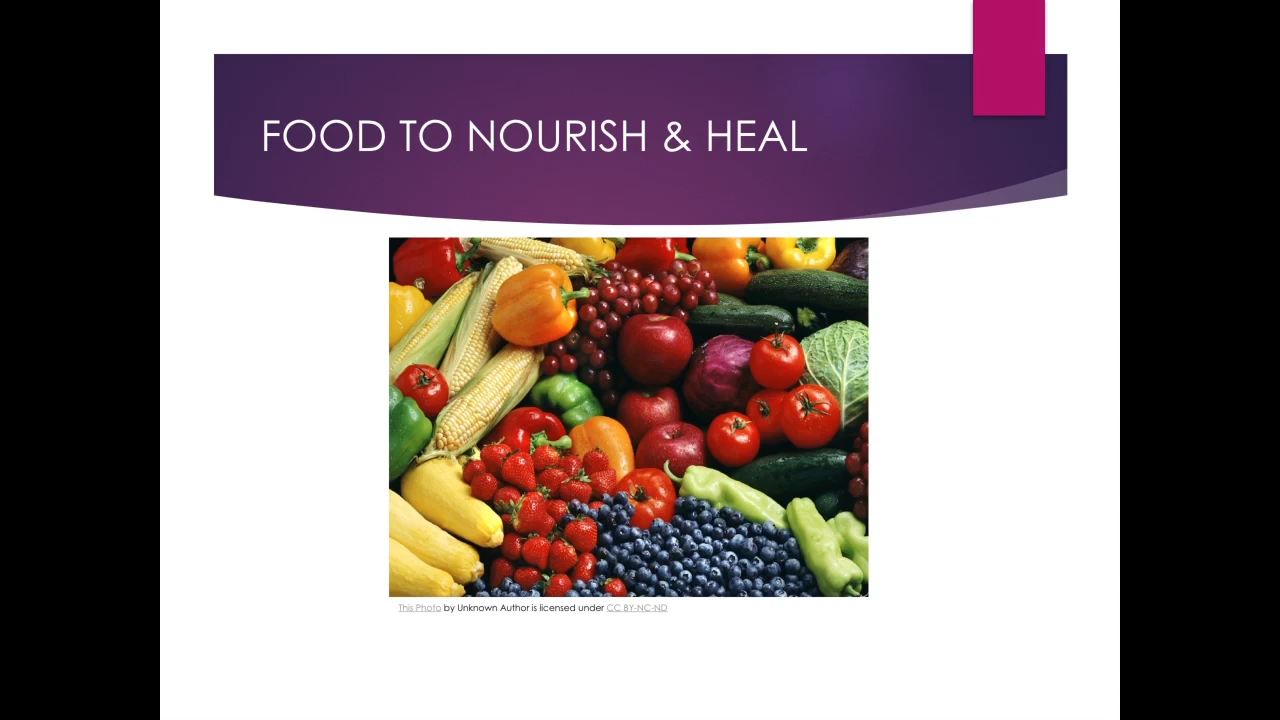 FOOD TO NOURISH & HEAL
This Photo by Unknown Author is licensed under CC BY-NC-ND